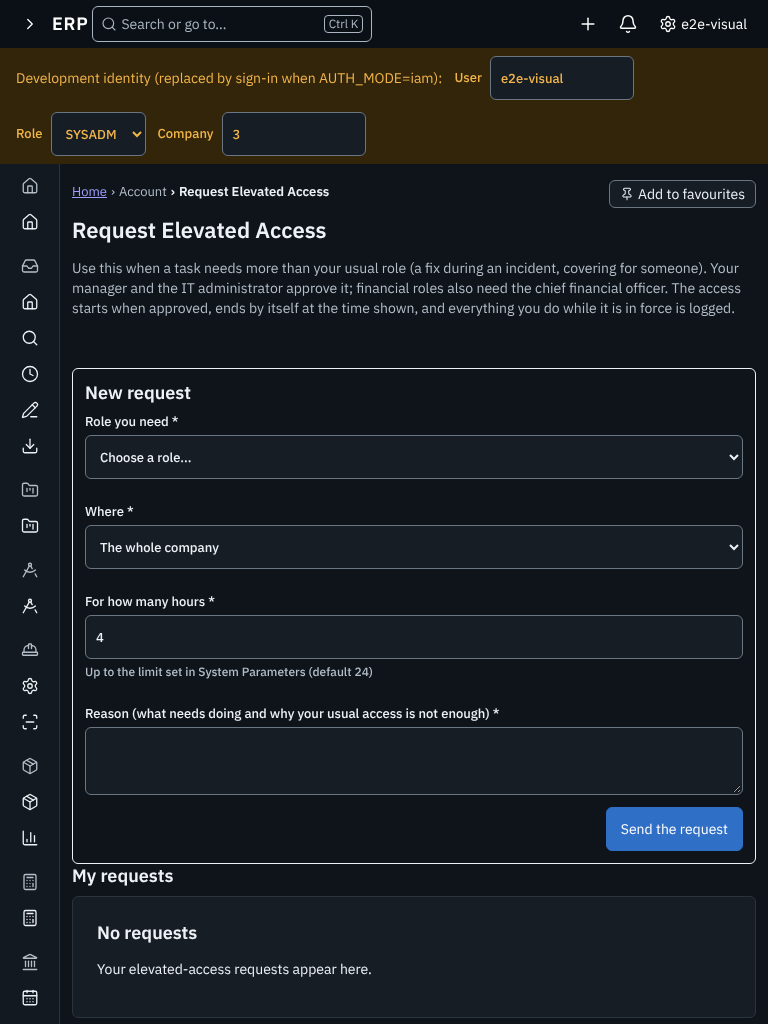 ERP
Search or go to...
Ctrl K
e2e-visual
Development identity (replaced by sign-in when AUTH_MODE=iam):
User
e2e-visual
Role
SYSADM
Company
3
Home › Account › Request Elevated Access
Add to favourites
Request Elevated Access
Use this when a task needs more than your usual role (a fix during an incident, covering for someone). Your
manager and the IT administrator approve it; financial roles also need the chief financial officer. The access
starts when approved, ends by itself at the time shown, and everything you do while it is in force is logged.
New request
Role you need *
Choose a role...
Where *
The whole company
For how many hours *
4
Up to the limit set in System Parameters (default 24)
Reason (what needs doing and why your usual access is not enough) *
Send the request
My requests
No requests
Your elevated-access requests appear here.